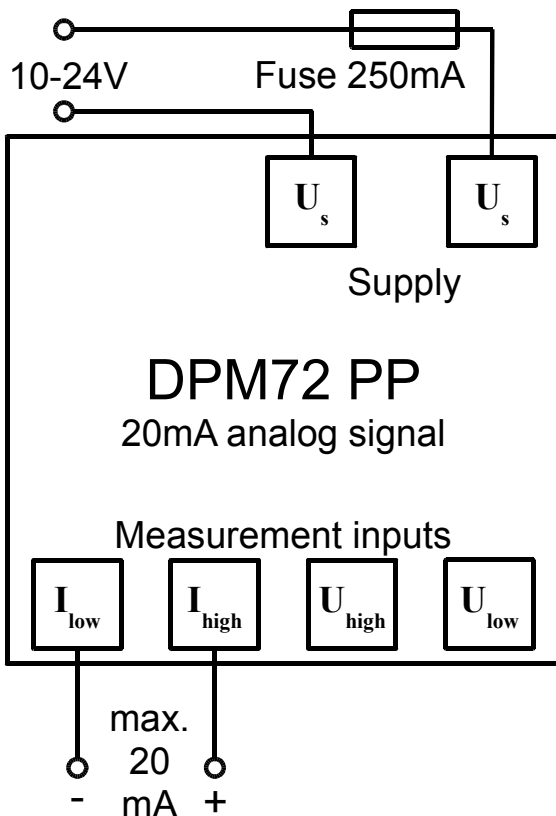 10-24V
Fuse 250mA
Us Us
Supply
DPM72 PP
20mA analog signal
Measurement inputs
Ilow Ihigh Uhigh Ulow
max.
20
- mA +